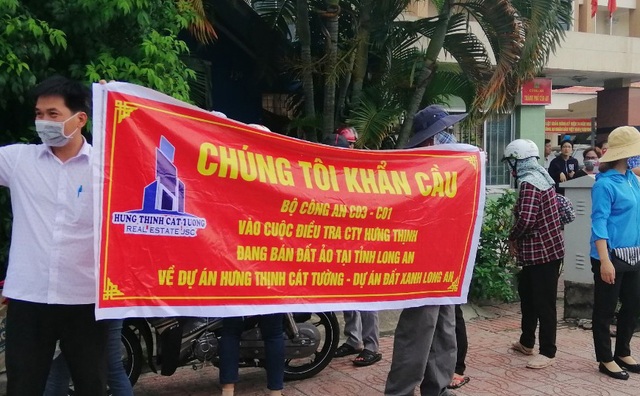 CHÚNG TÔI KHẨN CẦU
BỘ CÔNG AN C03 - C01
VÀO CUỘC ĐIỀU TRA CTY HƯNG THỊNH
ĐANG BÁN ĐẤT ẢO TẠI TỈNH LONG AN
VỀ DỰ ÁN HƯNG THỊNH CÁT TƯỜNG - DỰ ÁN ĐẤT XANH LONG AN
HUNG THINH CAT TUONG
REAL ESTATE JSC